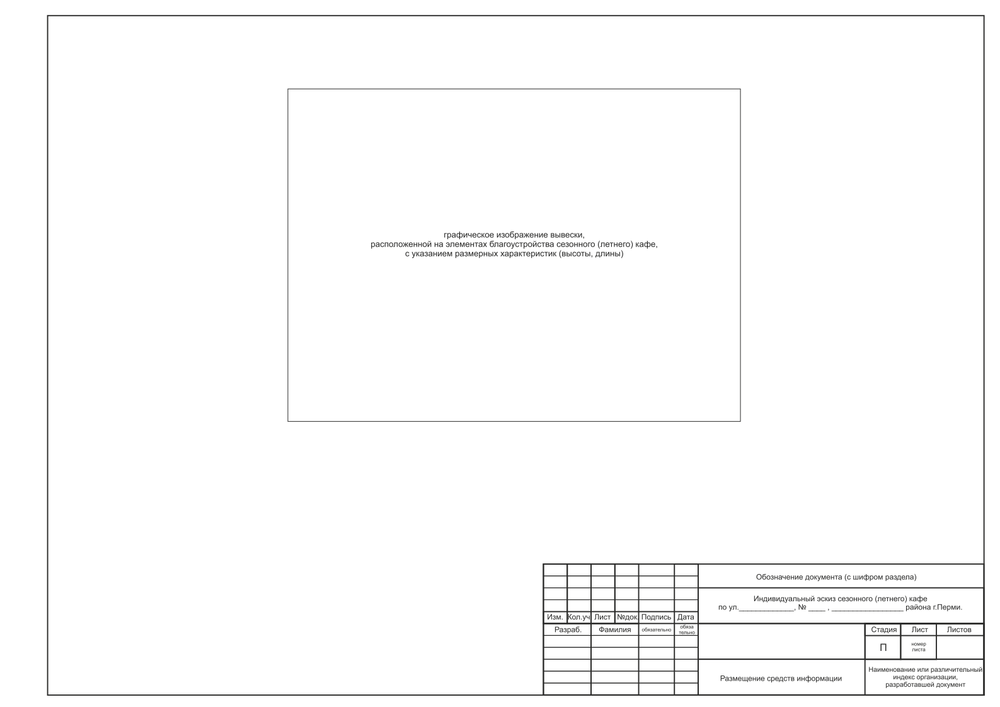 графическое изображение вывески,
расположенной на элементах благоустройства сезонного (летнего) кафе,
с указанием размерных характеристик (высоты, длины)
Обозначение документа (с шифром раздела)
Индивидуальный эскиз сезонного (летнего) кафе
по ул._____________, № ____ , _________________ района г.Перми.
Изм. Кол.уч Лист №док. Подпись Дата
Разраб. Фамилия обязательно обяза
тельно
Стадия Лист Листов
П номер
листа
Размещение средств информации
Наименование или различительный
индекс организации,
разработавшей документ